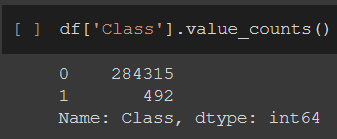 [ ] df['Class'].value_counts()
0    284315
1       492
Name: Class, dtype: int64